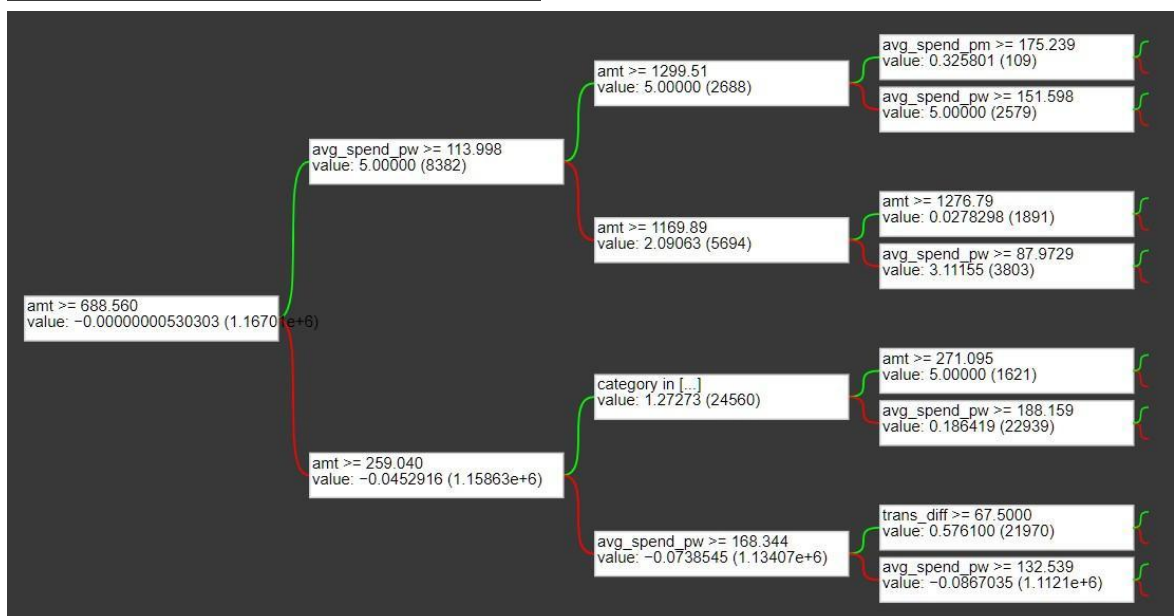 avg_spend_pm >= 175.239
value: 0.325801 (109)
amt >= 1299.51
value: 5.00000 (2688)
avg_spend_pw >= 151.598
value: 5.00000 (2579)
avg_spend_pw >= 113.998
value: 5.00000 (8382)
amt >= 1276.79
value: 0.0278298 (1891)
amt >= 1169.89
value: 2.09063 (5694)
avg_spend_pw >= 87.9729
value: 3.11155 (3803)
amt >= 688.560
value: −0.00000000530303 (1.16701e+6)
amt >= 271.095
value: 5.00000 (1621)
category in [...]
value: 1.27273 (24560)
avg_spend_pw >= 188.159
value: 0.186419 (22939)
amt >= 259.040
value: −0.0452916 (1.15863e+6)
trans_diff >= 67.5000
value: 0.576100 (21970)
avg_spend_pw >= 168.344
value: −0.0738545 (1.13407e+6)
avg_spend_pw >= 132.539
value: −0.0867035 (1.1121e+6)